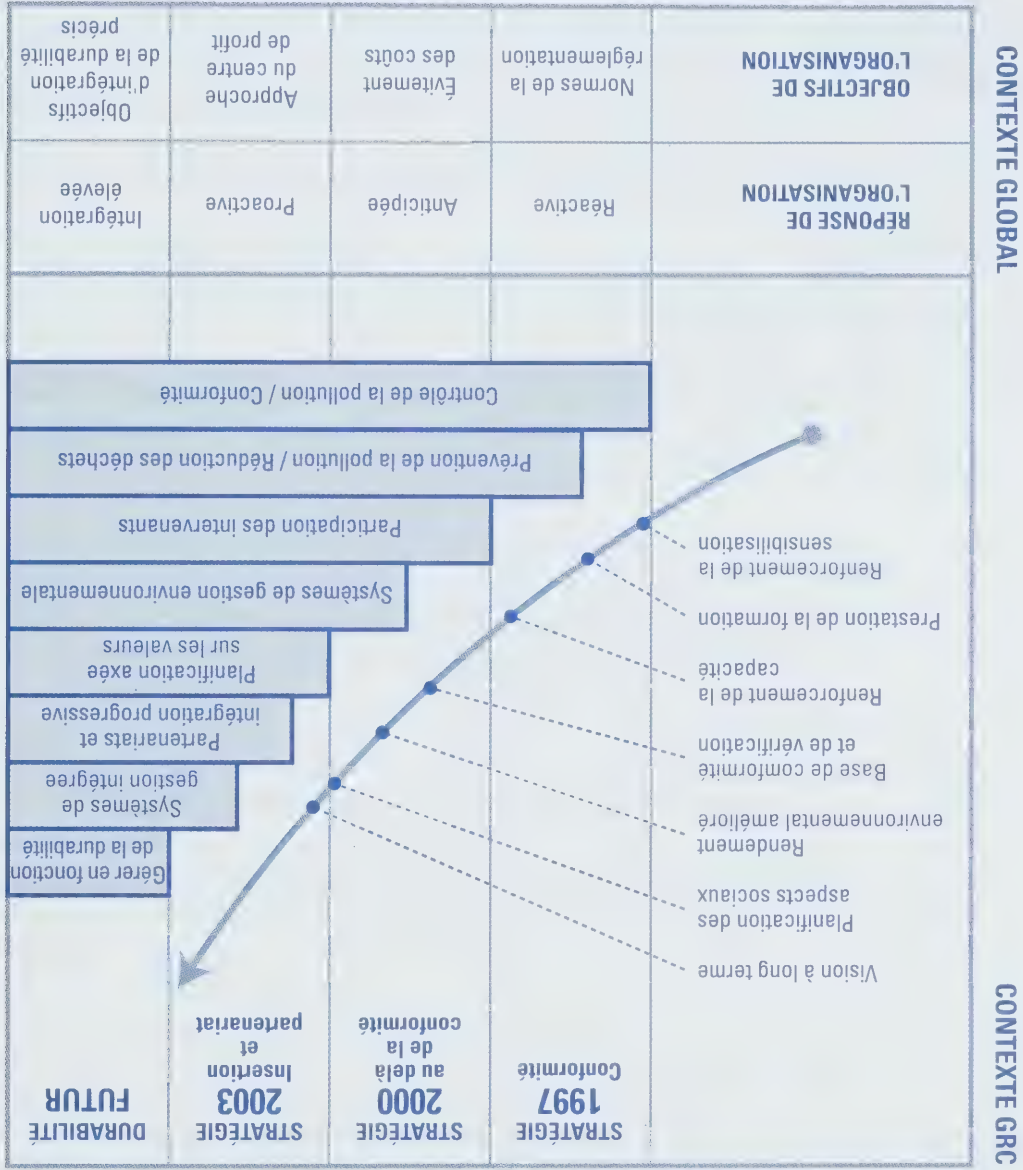 CONTEXTE GRC
STRATÉGIE
1997
Conformité
STRATÉGIE
2000
au delà
de la
conformité
STRATÉGIE
2003
Insertion
et
partenariat
DURABILITÉ
FUTUR
Vision à long terme
Planification des
aspects sociaux
Rendement
environnemental amélioré
Base de comformité
et de vérification
Renforcement de la
capacité
Prestation de la formation
Renforcement de la
sensibilisation
Gérer en fonction
de la durabilité
Systèmes de
gestion intégree
Partenariats et
intégration progressive
Planification axée
sur les valeurs
Systèmes de gestion environnementale
Participation des intervenants
Prévention de la pollution / Réduction des déchets
Contrôle de la pollution / Conformité
CONTEXTE GLOBAL
RÉPONSE DE
L'ORGANISATION
Réactive
Anticipée
Proactive
Intégration
élevée
OBJECTIFS DE
L'ORGANISATION
Normes de la
réglementation
Évitement
des coûts
Approche
du centre
de profit
Objectifs
d'intégration
de la durabilité
précis